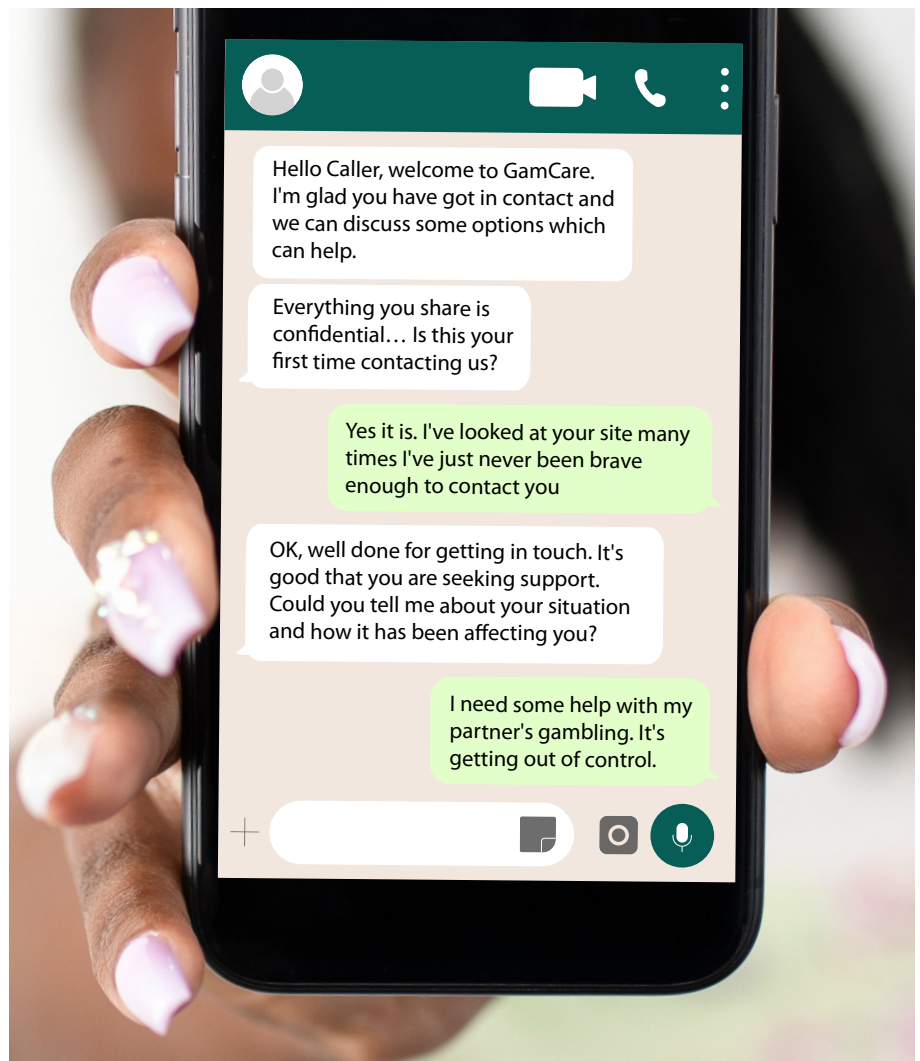 Hello Caller, welcome to GamCare.
I'm glad you have got in contact and
we can discuss some options which
can help.
Everything you share is
confidential… Is this your
first time contacting us?
Yes it is. I've looked at your site many
times I've just never been brave
enough to contact you
OK, well done for getting in touch. It's
good that you are seeking support.
Could you tell me about your situation
and how it has been affecting you?
I need some help with my
partner's gambling. It's
getting out of control.